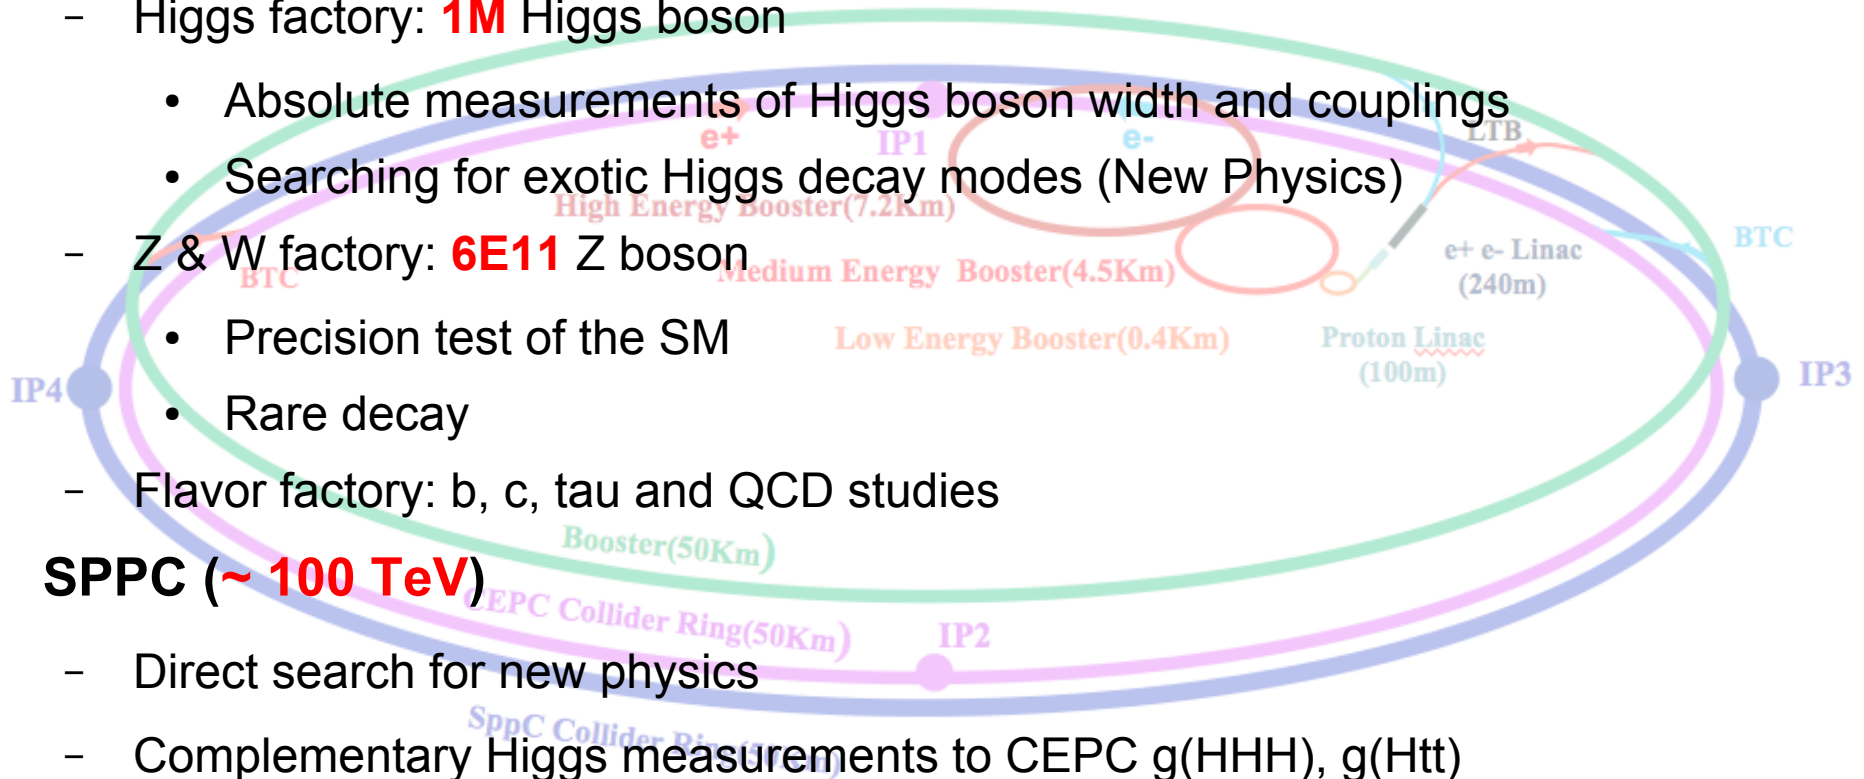 – Higgs factory: 1M Higgs boson
• Absolute measurements of Higgs boson width and couplings
e+
IP1
e-
LTB
• Searching for exotic Higgs decay modes (New Physics)
High Energy Booster(7.2Km)
– Z & W factory: 6E11 Z boson
BTC
e+ e- Linac
(240m)
BTC
Medium Energy Booster(4.5Km)
• Precision test of the SM
Low Energy Booster(0.4Km)
Proton Linac
(100m)
IP4
IP3
• Rare decay
– Flavor factory: b, c, tau and QCD studies
Booster(50Km)
SPPC (~ 100 TeV)
CEPC Collider Ring(50Km)
IP2
– Direct search for new physics
SppC Collider Ring(50Km)
– Complementary Higgs measurements to CEPC g(HHH), g(Htt)